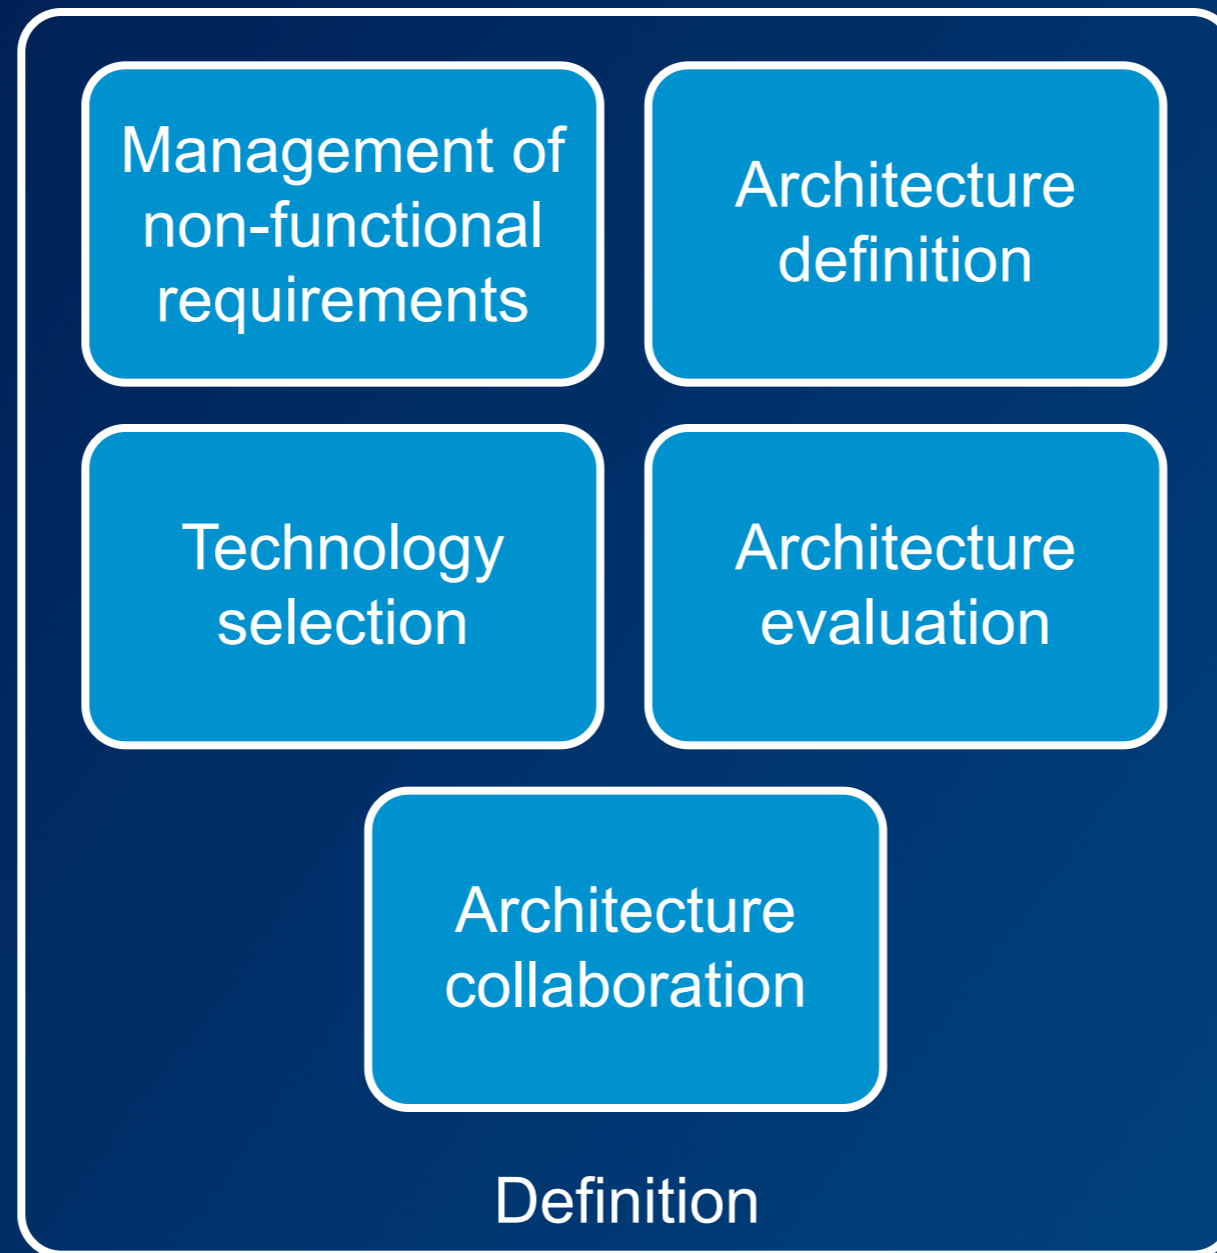 Management of
non-functional
requirements
Architecture
definition
Technology
selection
Architecture
evaluation
Architecture
collaboration
Definition